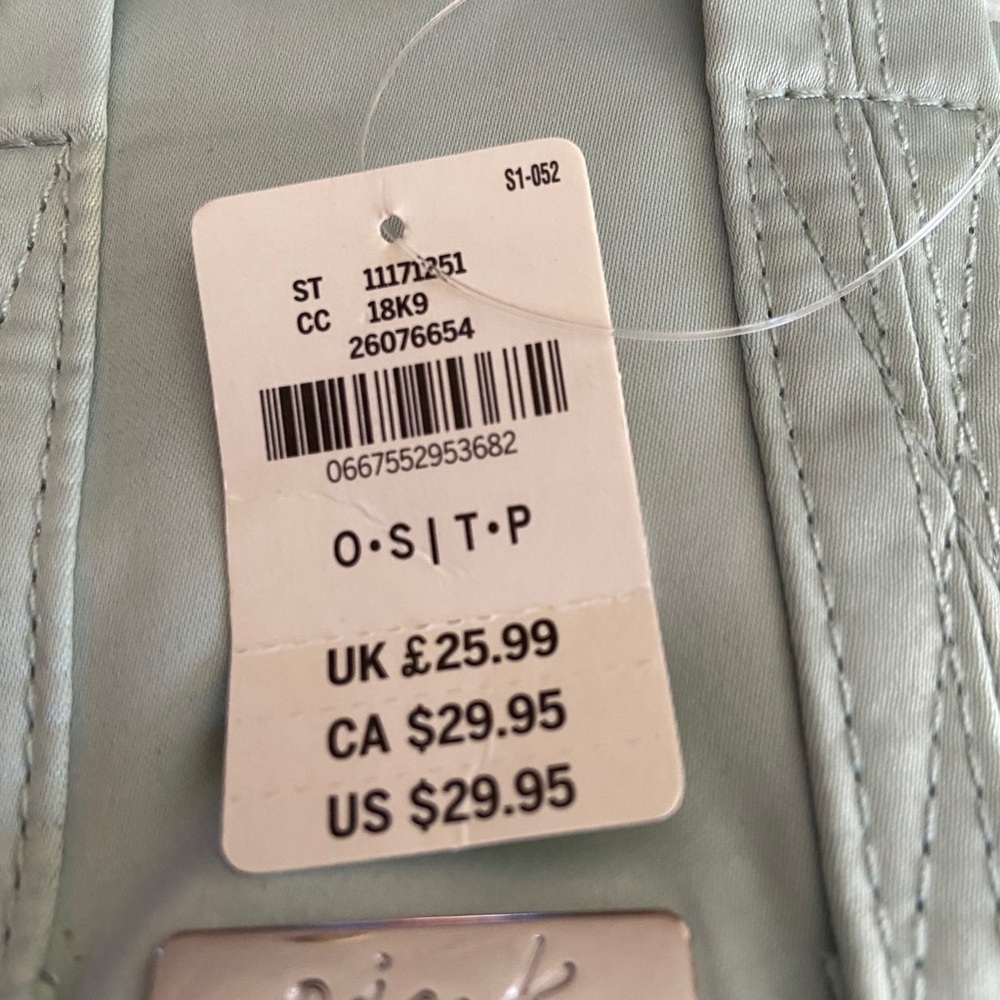 S1-052
ST 11171251
CC 18K9
26076654
0667552953682
O•S | T•P
UK £25.99
CA $29.95
US $29.95